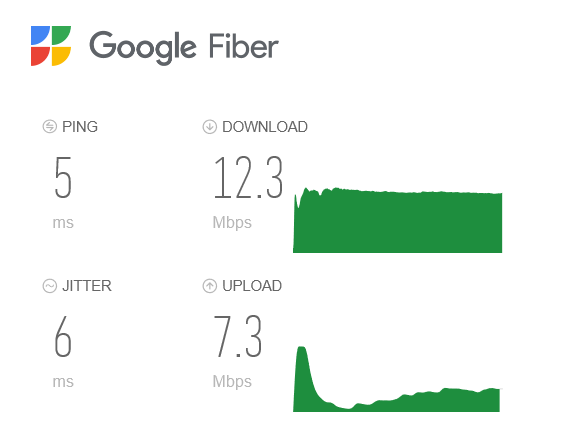 Google Fiber
PING
5
ms
DOWNLOAD
12.3
Mbps
JITTER
6
ms
UPLOAD
7.3
Mbps